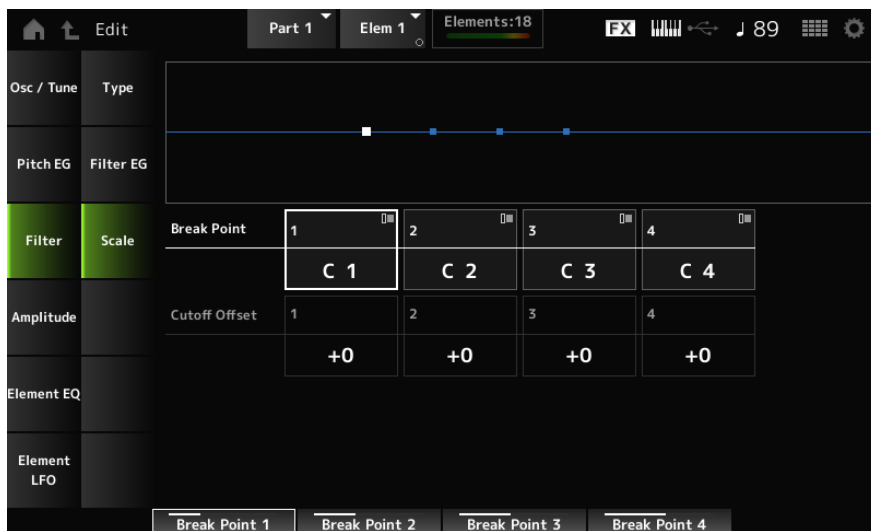 Edit
Part 1
Elem 1
Elements:18
FX
♩ 89
Osc / Tune
Type
Pitch EG
Filter EG
Filter
Scale
Amplitude
Element EQ
Element
LFO
Break Point
1
2
3
4
C 1
C 2
C 3
C 4
Cutoff Offset
1
2
3
4
+0
+0
+0
+0
Break Point 1
Break Point 2
Break Point 3
Break Point 4